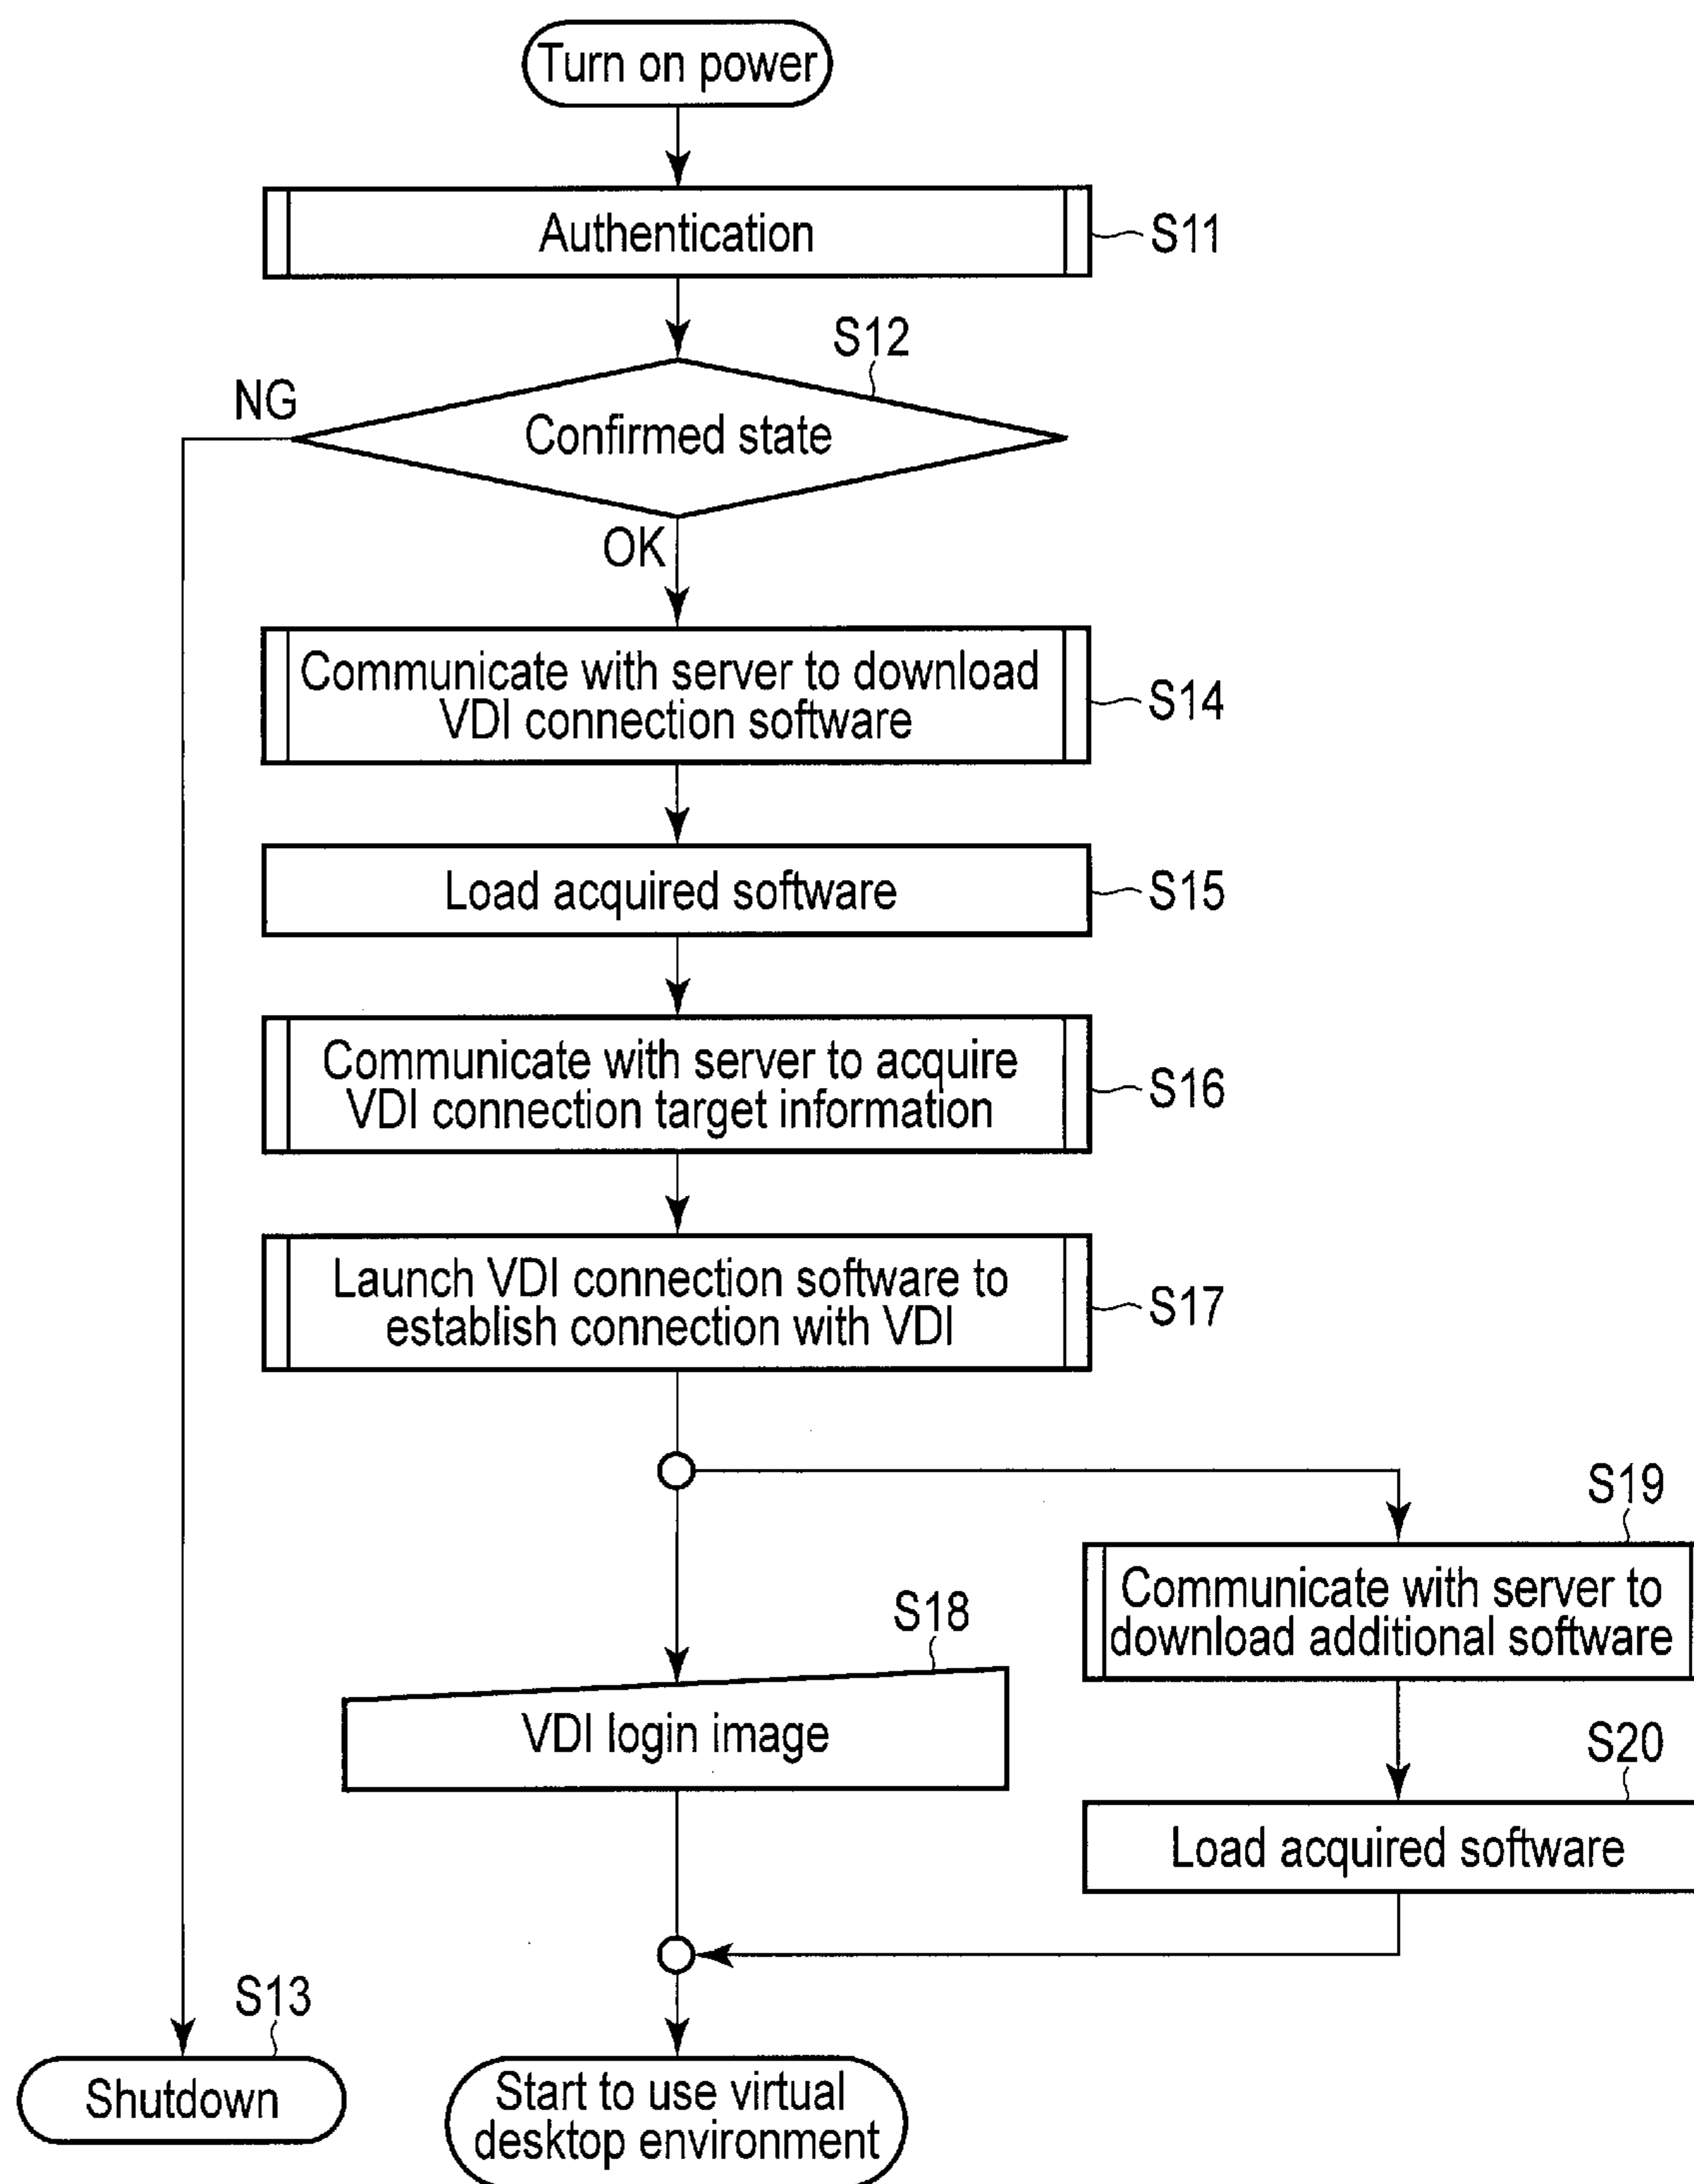 Turn on power
Authentication
S11
S12
NG
Confirmed state
OK
Communicate with server to download
VDI connection software
S14
Load acquired software
S15
Communicate with server to acquire
VDI connection target information
S16
Launch VDI connection software to
establish connection with VDI
S17
S19
Communicate with server to
download additional software
S18
VDI login image
S20
Load acquired software
S13
Shutdown
Start to use virtual
desktop environment